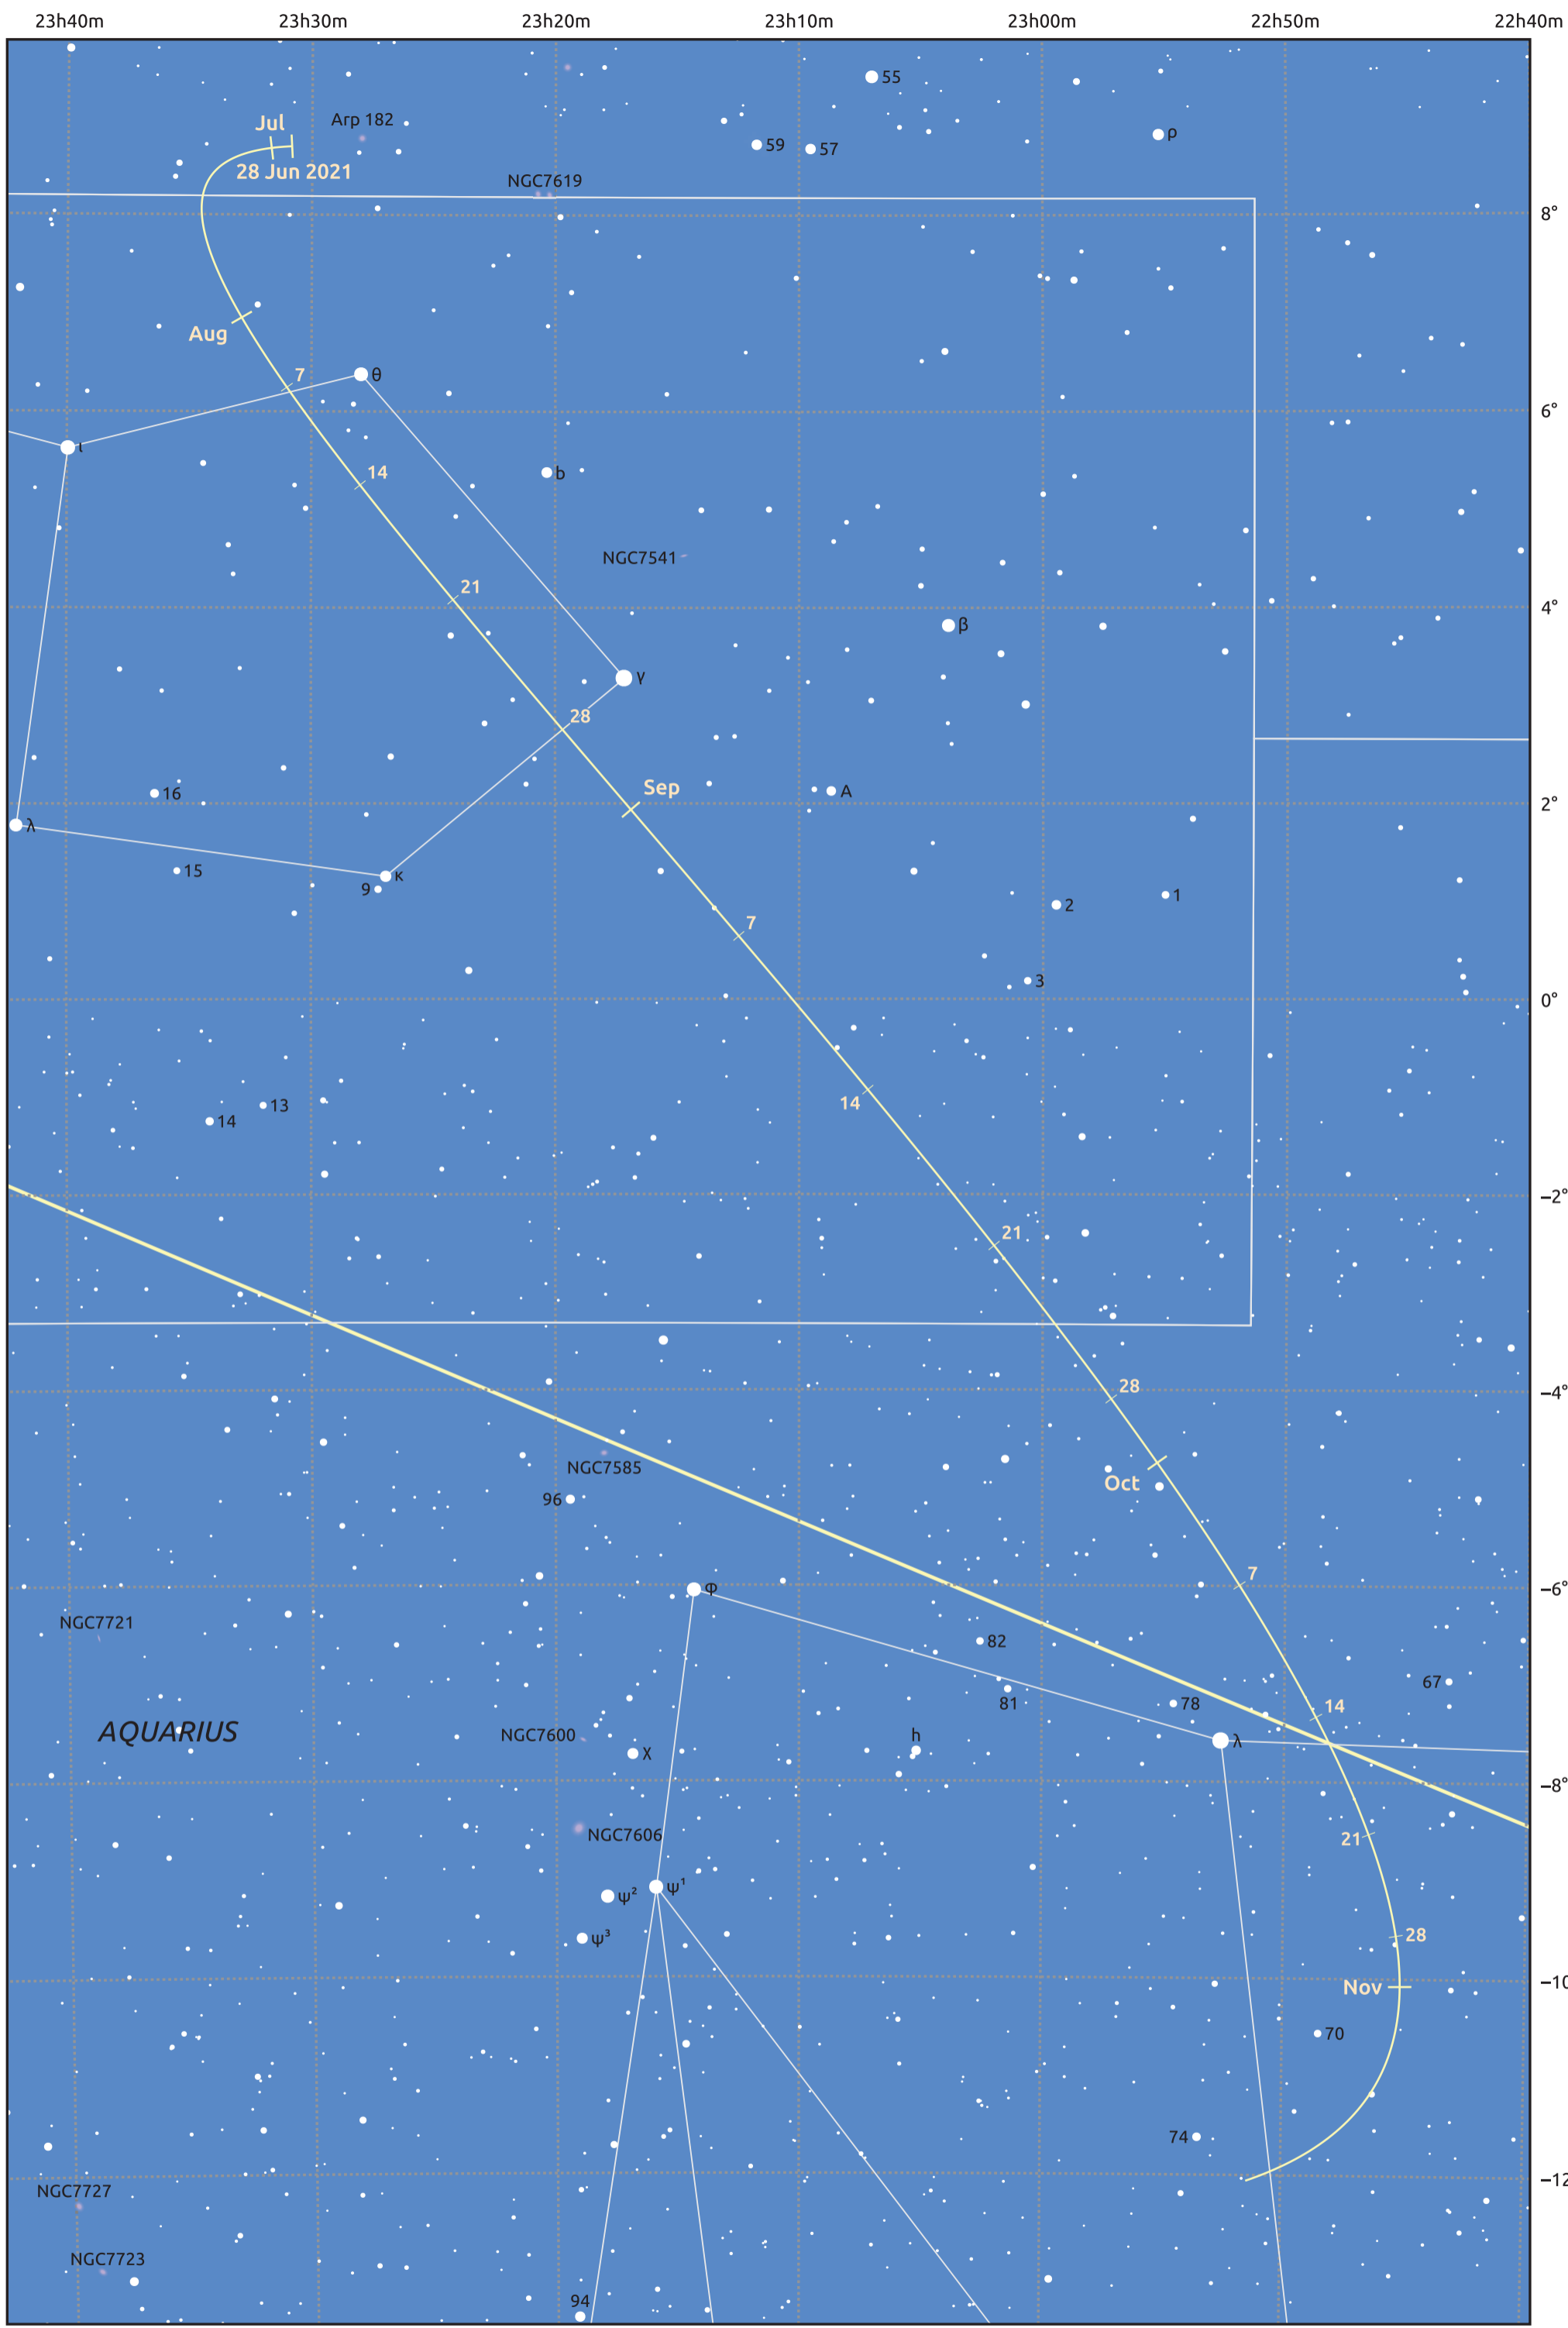 23h40m 23h30m 23h20m 23h10m 23h00m 22h50m 22h40m
55
Jul
Arp 182
ρ
59
57
28 Jun 2021
NGC7619
8°
Aug
7
θ
6°
ι
14
b
NGC7541
21
4°
β
γ
28
Sep
16
A
2°
λ
15
κ
9
1
2
7
3
0°
14
13
14
21
−2°
28
−4°
NGC7585
Oct
96
7
φ
−6°
NGC7721
82
67
81
78
14
AQUARIUS
NGC7600
χ
h
λ
−8°
NGC7606
21
ψ¹
ψ²
ψ³
28
Nov
−10
70
74
−12
NGC7727
NGC7723
94